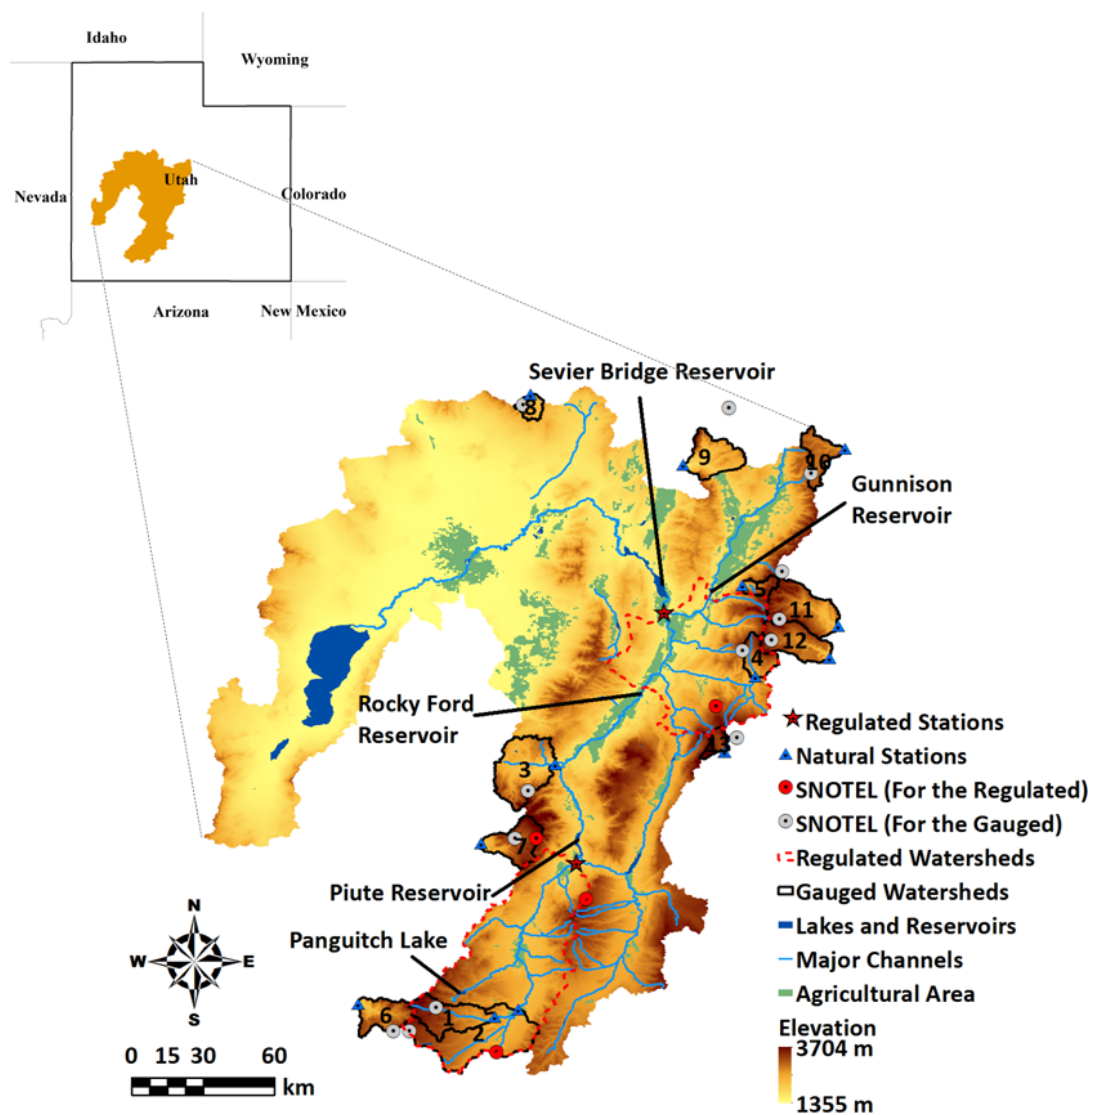 Idaho
Wyoming
Nevada
Utah
Colorado
Arizona
New Mexico
Sevier Bridge Reservoir
8
9
10
Gunnison
Reservoir
5
11
12
4
Rocky Ford
Reservoir
13
3
7
Piute Reservoir
Panguitch Lake
6
1
2
Regulated Stations
Natural Stations
SNOTEL (For the Regulated)
SNOTEL (For the Gauged)
Regulated Watersheds
Gauged Watersheds
Lakes and Reservoirs
Major Channels
Agricultural Area
Elevation
3704 m
1355 m
N
W
E
S
0 15 30 60
km